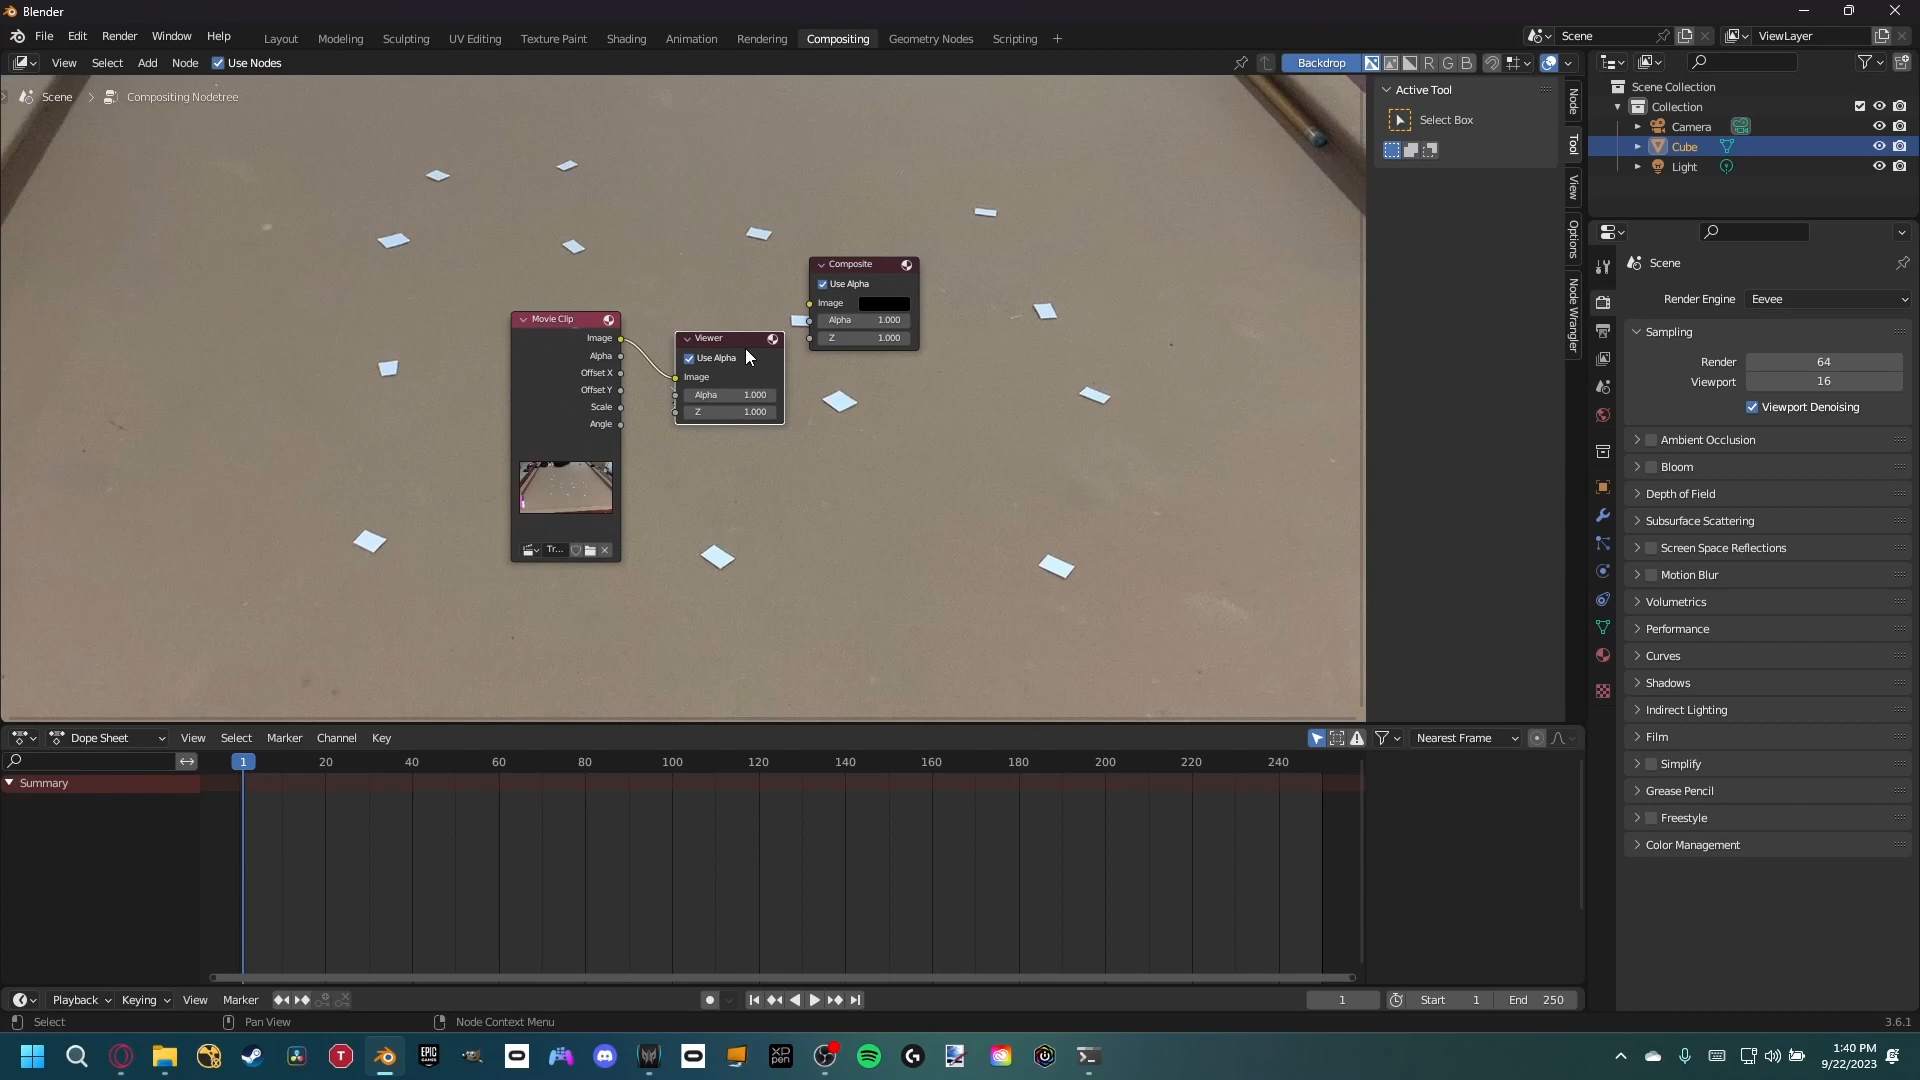 Blender
File Edit Render Window Help
Layout Modeling Sculpting UV Editing Texture Paint Shading Animation Rendering Compositing Geometry Nodes Scripting +
Scene
ViewLayer
View Select Add Node Use Nodes
Backdrop
R G B
Scene > Compositing Nodetree
Active Tool
Select Box
Node
Tool
View
Options
Node Wrangler
Scene Collection
Collection
Camera
Cube
Light
Scene
Render Engine Eevee
Sampling
Render 64
Viewport 16
Viewport Denoising
Ambient Occlusion
Bloom
Depth of Field
Subsurface Scattering
Screen Space Reflections
Motion Blur
Volumetrics
Performance
Curves
Shadows
Indirect Lighting
Film
Simplify
Grease Pencil
Freestyle
Color Management
Movie Clip
Image
Alpha
Offset X
Offset Y
Scale
Angle
Tr...
Viewer
Use Alpha
Image
Alpha 1.000
Z 1.000
Composite
Use Alpha
Image
Alpha 1.000
Z 1.000
Dope Sheet View Select Marker Channel Key
Nearest Frame
1 20 40 60 80 100 120 140 160 180 200 220 240
Summary
Playback Keying View Marker
1 Start 1 End 250
Select Pan View Node Context Menu
3.6.1
EPIC GAMES
XP PEN
1:40 PM
9/22/2023